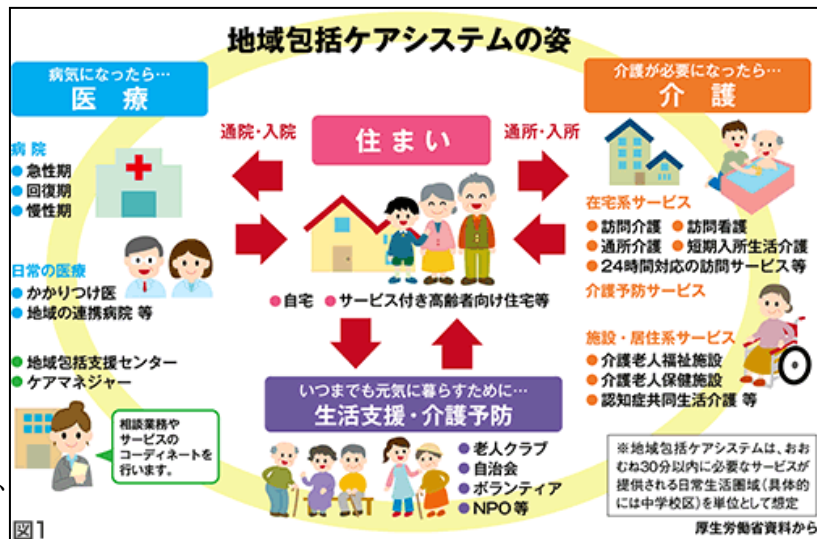 地域包括ケアシステムの姿
病気になったら…
医療
病院
●急性期
●回復期
●慢性期
日常の医療
●かかりつけ医
●地域の連携病院 等
●地域包括支援センター
●ケアマネジャー
相談業務や
サービスの
コーディネートを
行います。
通院・入院
住まい
通所・入所
●自宅 ●サービス付き高齢者向け住宅等
介護が必要になったら…
介護
在宅系サービス
●訪問介護 ●訪問看護
●通所介護 ●短期入所生活介護
●24時間対応の訪問サービス等
介護予防サービス
施設・居住系サービス
●介護老人福祉施設
●介護老人保健施設
●認知症共同生活介護 等
いつまでも元気に暮らすために…
生活支援・介護予防
●老人クラブ
●自治会
●ボランティア
●NPO等
※地域包括ケアシステムは、おお
むね30分以内に必要なサービスが
提供される日常生活圏域(具体的
には中学校区)を単位として想定
厚生労働省資料から
図1